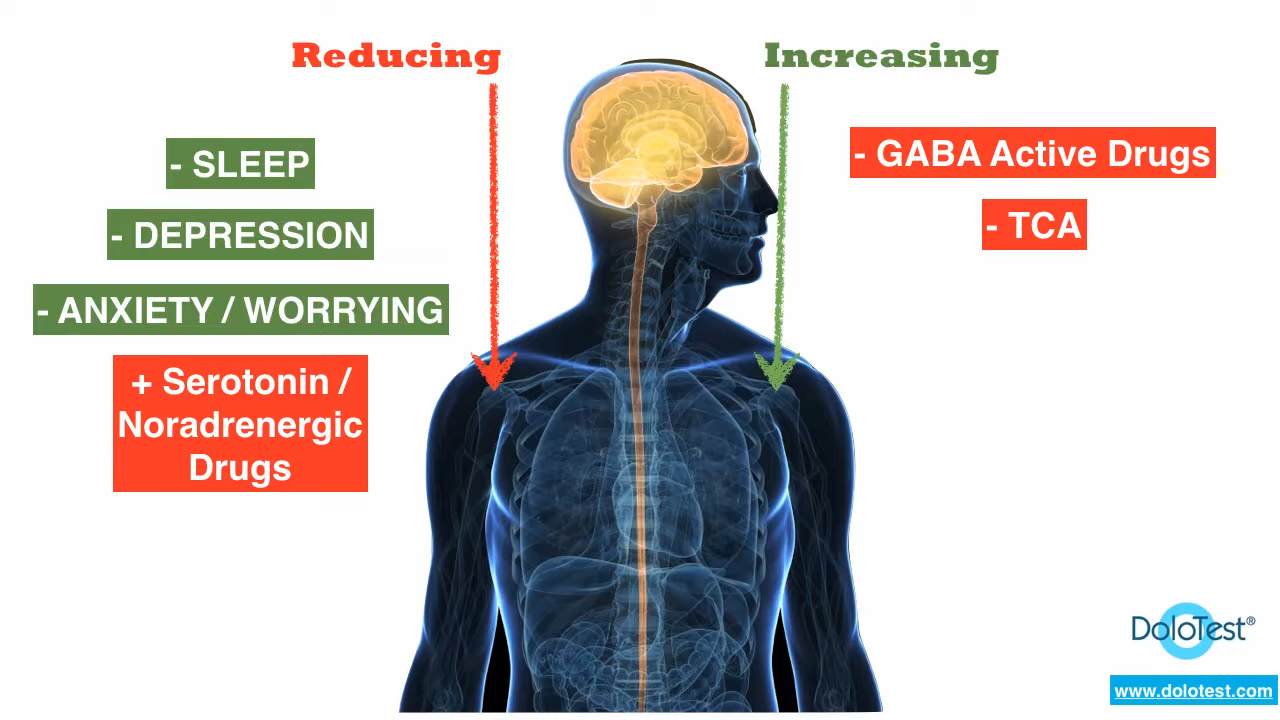 Reducing
Increasing
- SLEEP
- DEPRESSION
- ANXIETY / WORRYING
+ Serotonin /
Noradrenergic
Drugs
- GABA Active Drugs
- TCA
DoloTest®
www.dolotest.com